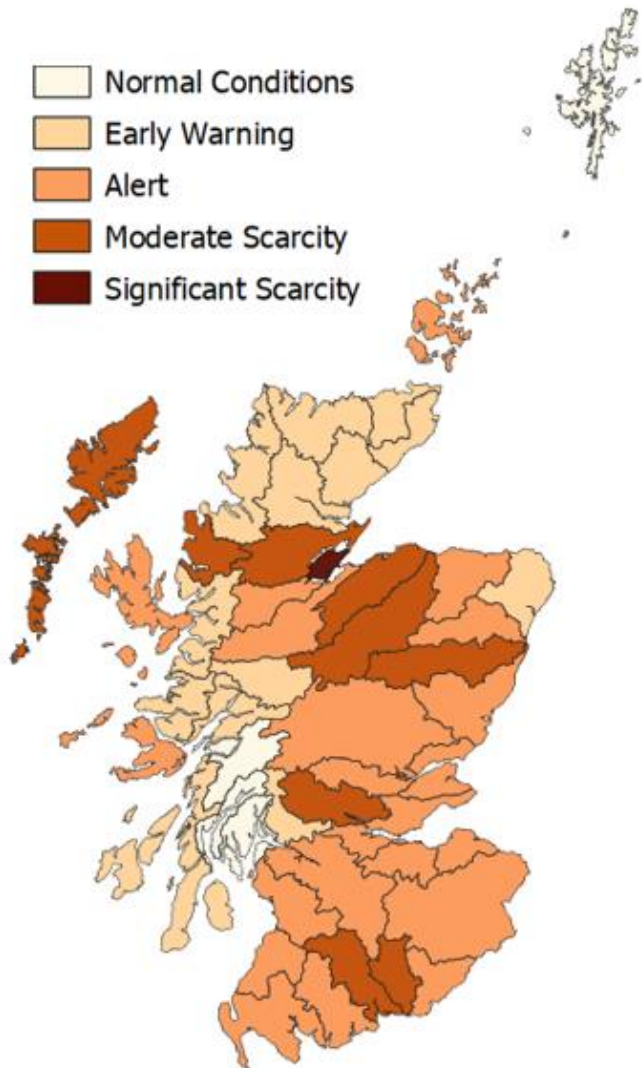 Normal Conditions
Early Warning
Alert
Moderate Scarcity
Significant Scarcity